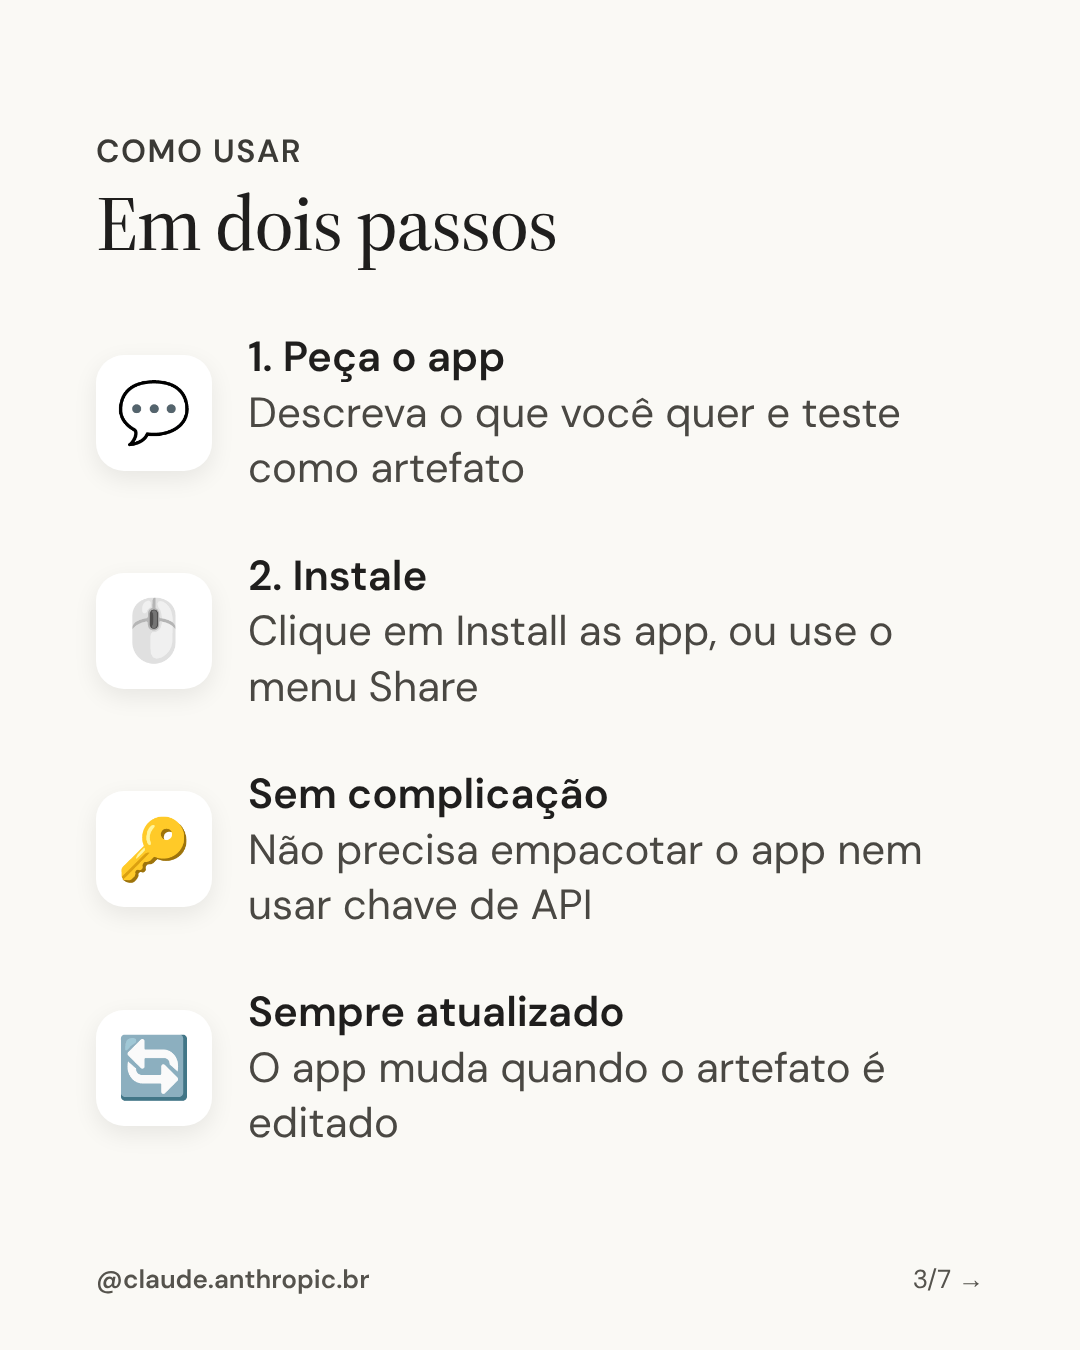 COMO USAR
Em dois passos
1. Peça o app
Descreva o que você quer e teste
como artefato
2. Instale
Clique em Install as app, ou use o
menu Share
Sem complicação
Não precisa empacotar o app nem
usar chave de API
Sempre atualizado
O app muda quando o artefato é
editado
@claude.anthropic.br
3/7 →